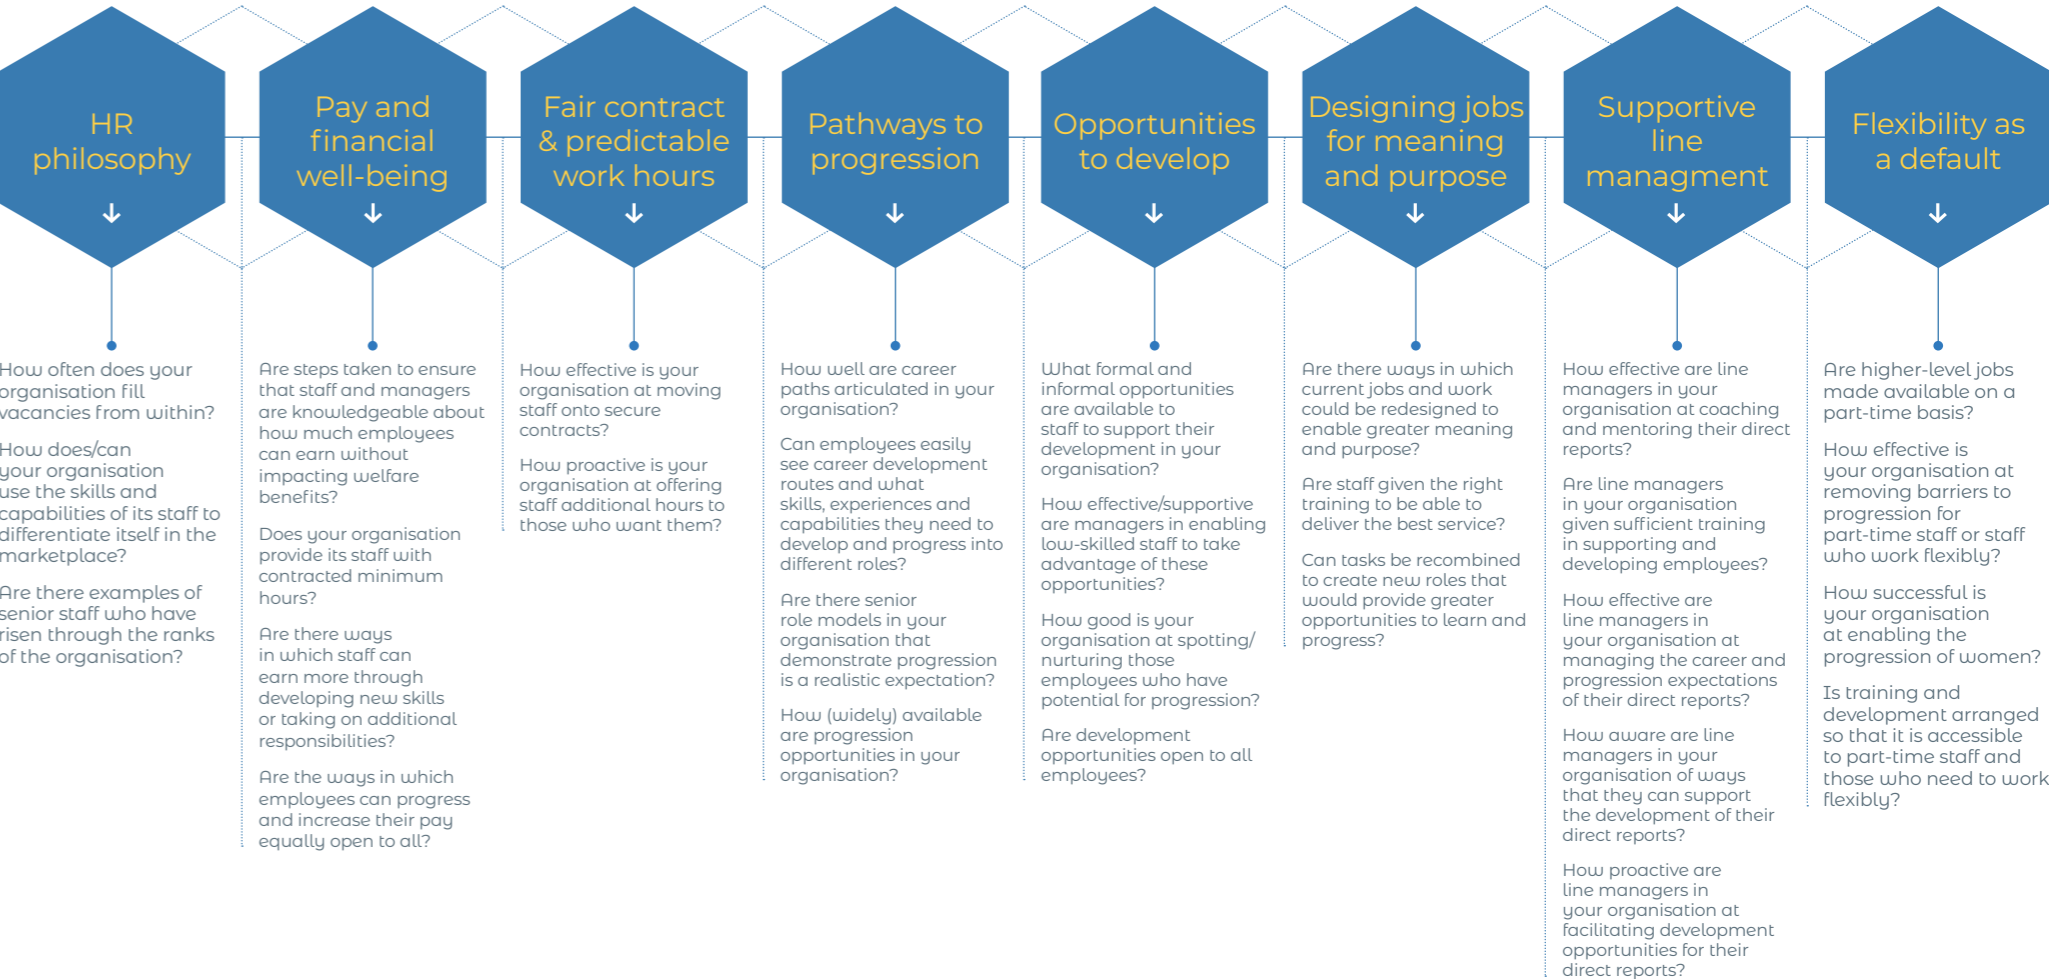 HR
philosophy
Pay and
financial
well-being
Fair contract
& predictable
work hours
Pathways to
progression
Opportunities
to develop
Designing jobs
for meaning
and purpose
Supportive
line
managment
Flexibility as
a default
How often does your
organisation fill
vacancies from within?
How does/can
your organisation
use the skills and
capabilities of its staff to
differentiate itself in the
marketplace?
Are there examples of
senior staff who have
risen through the ranks
of the organisation?
Are steps taken to ensure
that staff and managers
are knowledgeable about
how much employees
can earn without
impacting welfare
benefits?
Does your organisation
provide its staff with
contracted minimum
hours?
Are there ways
in which staff can
earn more through
developing new skills
or taking on additional
responsibilities?
Are the ways in which
employees can progress
and increase their pay
equally open to all?
How effective is your
organisation at moving
staff onto secure
contracts?
How proactive is your
organisation at offering
staff additional hours to
those who want them?
How well are career
paths articulated in your
organisation?
Can employees easily
see career development
routes and what
skills, experiences and
capabilities they need to
develop and progress into
different roles?
Are there senior
role models in your
organisation that
demonstrate progression
is a realistic expectation?
How (widely) available
are progression
opportunities in your
organisation?
What formal and
informal opportunities
are available to
staff to support their
development in your
organisation?
How effective/supportive
are managers in enabling
low-skilled staff to take
advantage of these
opportunities?
How good is your
organisation at spotting/
nurturing those
employees who have
potential for progression?
Are development
opportunities open to all
employees?
Are there ways in which
current jobs and work
could be redesigned to
enable greater meaning
and purpose?
Are staff given the right
training to be able to
deliver the best service?
Can tasks be recombined
to create new roles that
would provide greater
opportunities to learn and
progress?
How effective are line
managers in your
organisation at coaching
and mentoring their direct
reports?
Are line managers
in your organisation
given sufficient training
in supporting and
developing employees?
How effective are
line managers in
your organisation at
managing the career and
progression expectations
of their direct reports?
How aware are line
managers in your
organisation of ways
that they can support
the development of their
direct reports?
How proactive are
line managers in
your organisation at
facilitating development
opportunities for their
direct reports?
Are higher-level jobs
made available on a
part-time basis?
How effective is
your organisation at
removing barriers to
progression for
part-time staff or staff
who work flexibly?
How successful is
your organisation
at enabling the
progression of women?
Is training and
development arranged
so that it is accessible
to part-time staff and
those who need to work
flexibly?